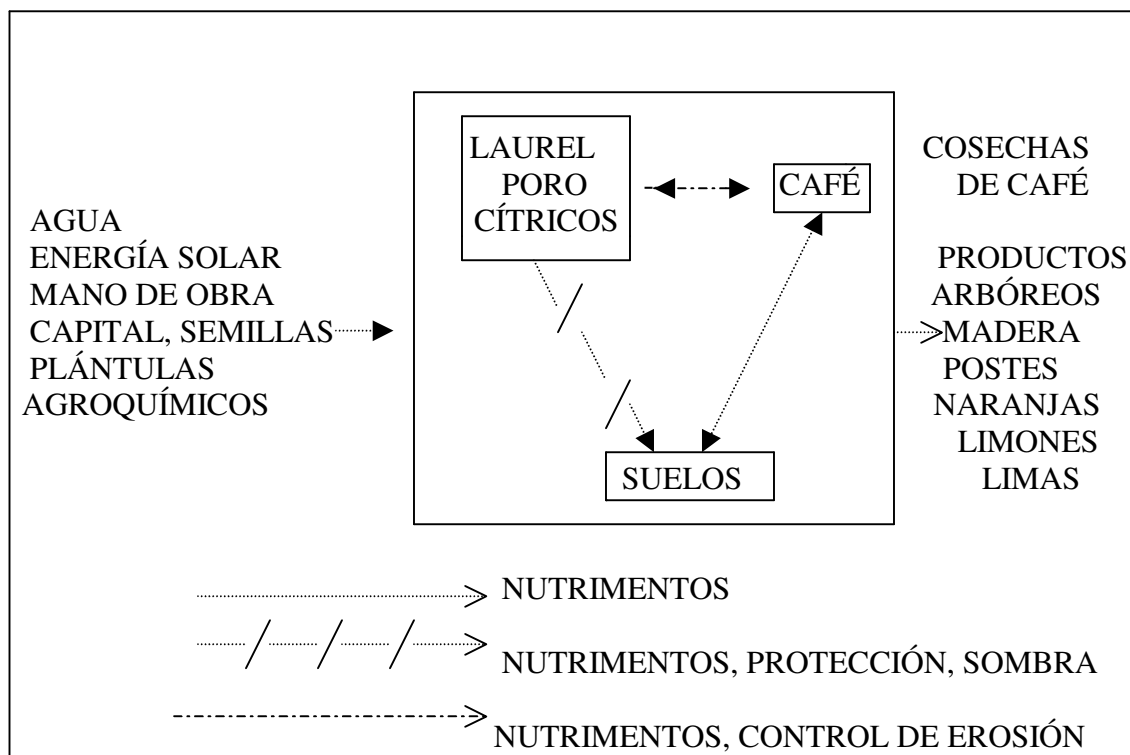 AGUA
ENERGÍA SOLAR
MANO DE OBRA
CAPITAL, SEMILLAS
PLÁNTULAS
AGROQUÍMICOS
LAUREL
PORO
CÍTRICOS
CAFÉ
SUELOS
COSECHAS
DE CAFÉ
PRODUCTOS
ARBÓREOS
MADERA
POSTES
NARANJAS
LIMONES
LIMAS
NUTRIMENTOS
NUTRIMENTOS, PROTECCIÓN, SOMBRA
NUTRIMENTOS, CONTROL DE EROSIÓN